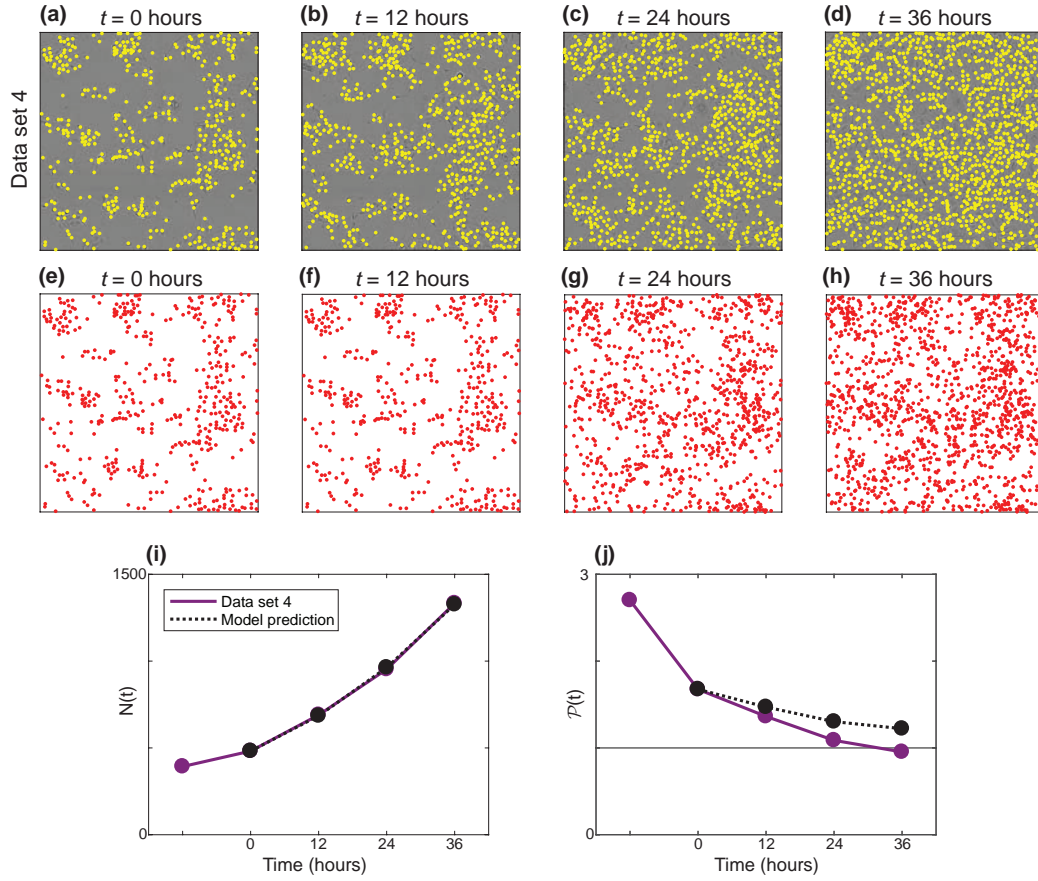 (a) t = 0 hours
(b) t = 12 hours
(c) t = 24 hours
(d) t = 36 hours
Data set 4
(e) t = 0 hours
(f) t = 12 hours
(g) t = 24 hours
(h) t = 36 hours
(i)
1500
Data set 4
Model prediction
N(t)
0
0 12 24 36
Time (hours)
(j)
3
𝒫(t)
0
0 12 24 36
Time (hours)